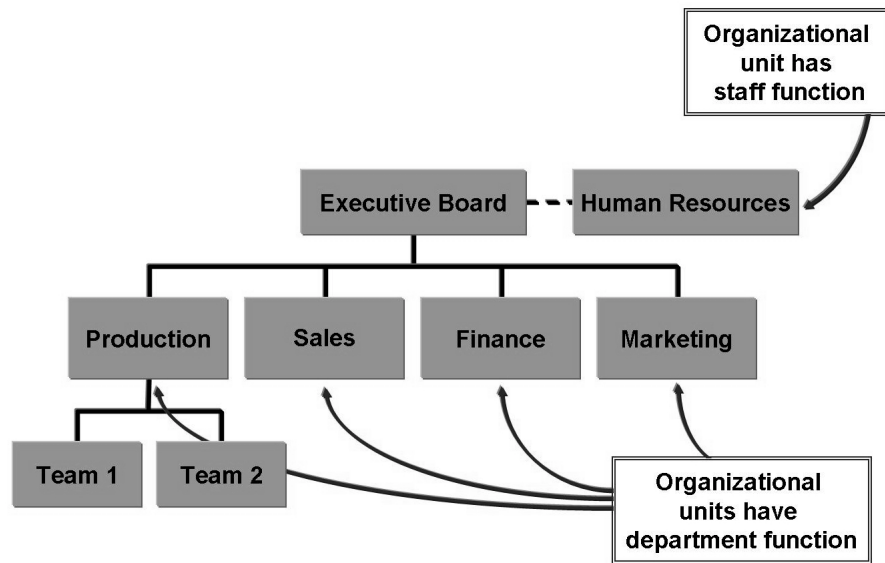 Organizational
unit has
staff function
Executive Board
Human Resources
Production
Sales
Finance
Marketing
Team 1
Team 2
Organizational
units have
department function